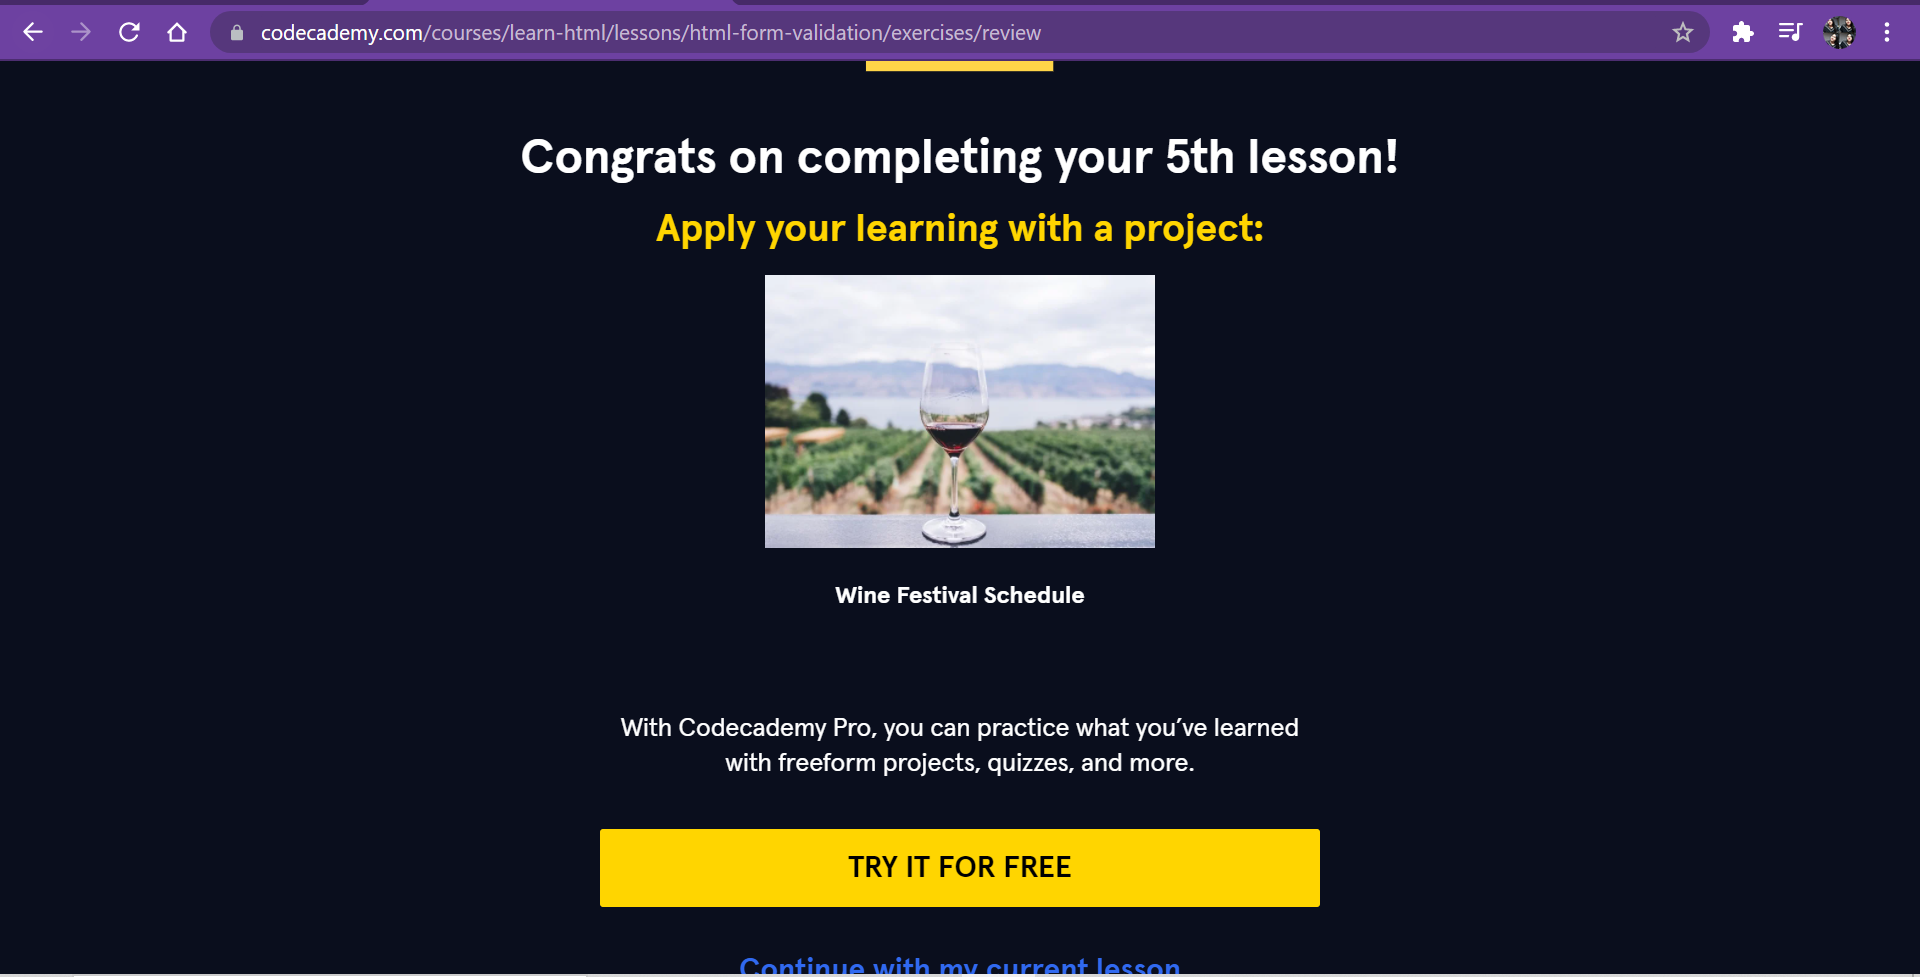 codecademy.com/courses/learn-html/lessons/html-form-validation/exercises/review
Congrats on completing your 5th lesson!
Apply your learning with a project:
Wine Festival Schedule
With Codecademy Pro, you can practice what you’ve learned
with freeform projects, quizzes, and more.
TRY IT FOR FREE
Continue with my current lesson